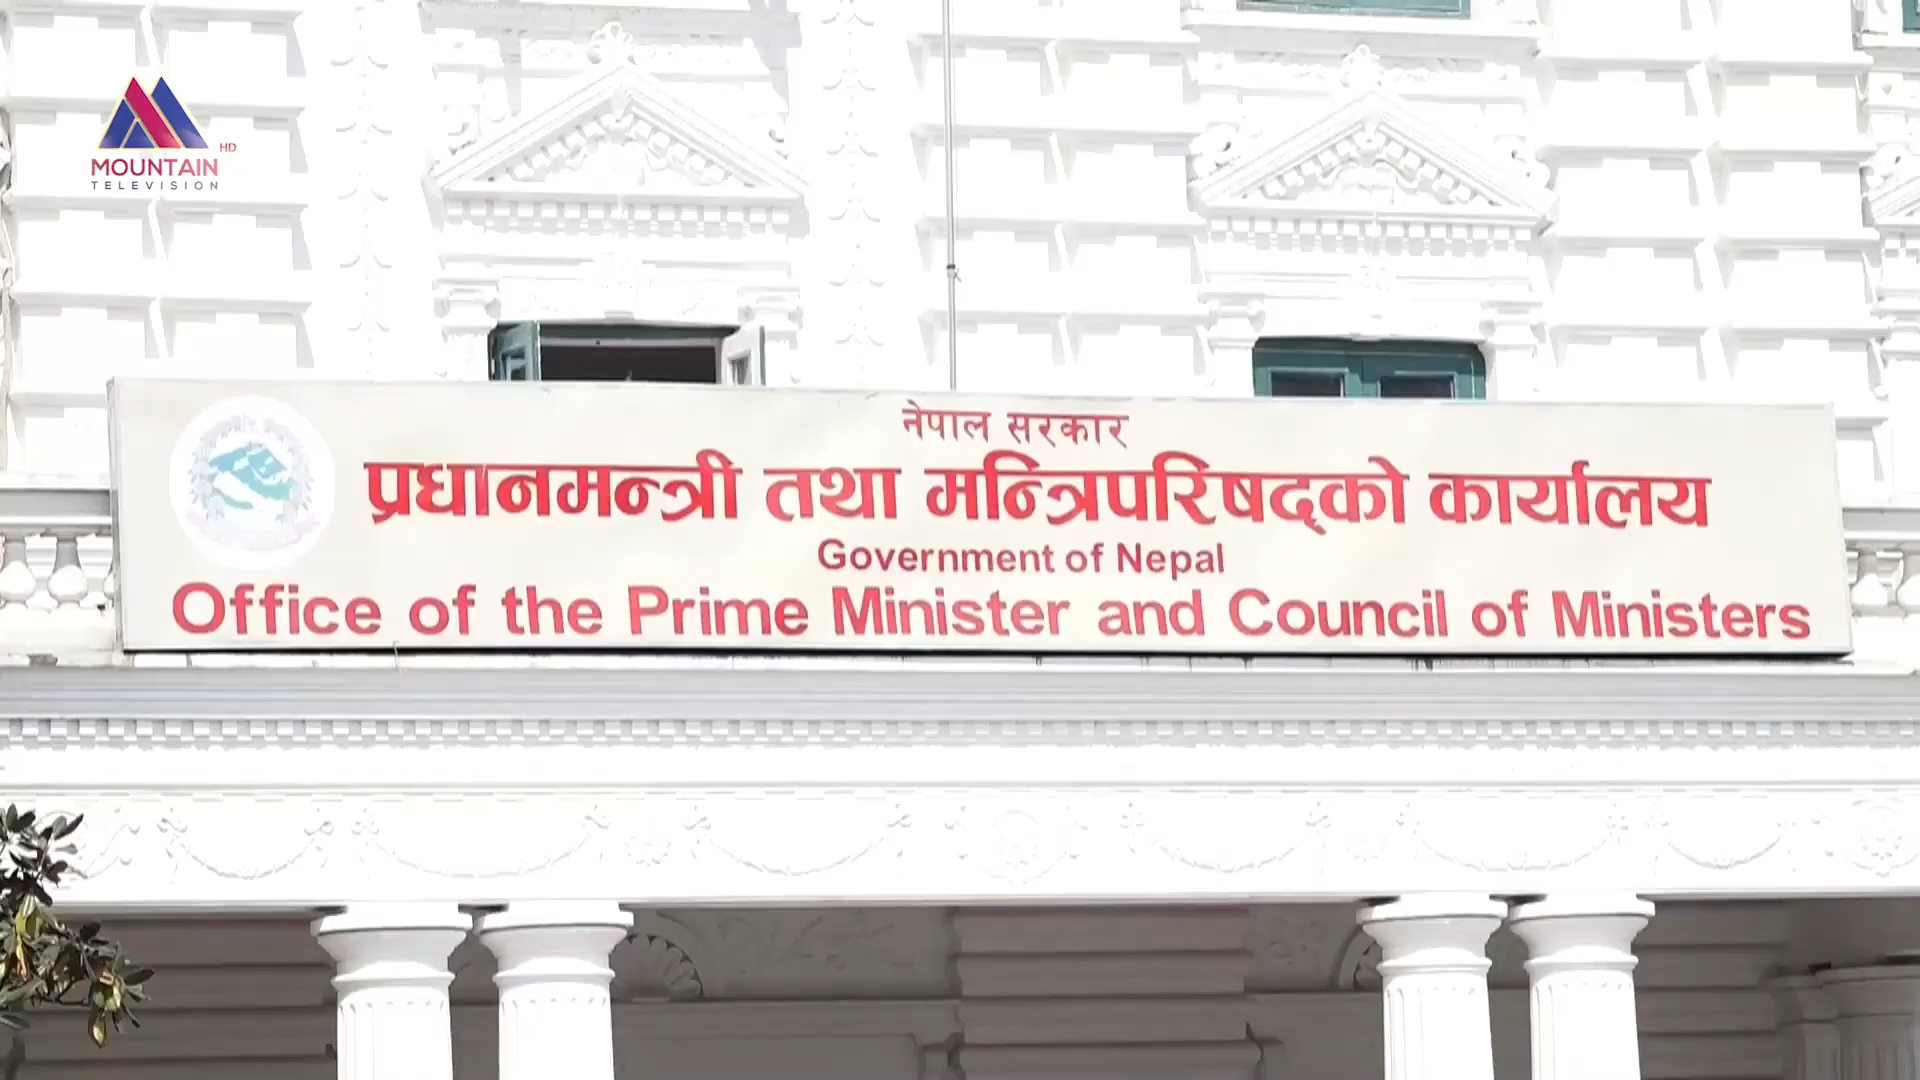 MOUNTAIN HD
TELEVISION
नेपाल सरकार
प्रधानमन्त्री तथा मन्त्रिपरिषद्को कार्यालय
Government of Nepal
Office of the Prime Minister and Council of Ministers